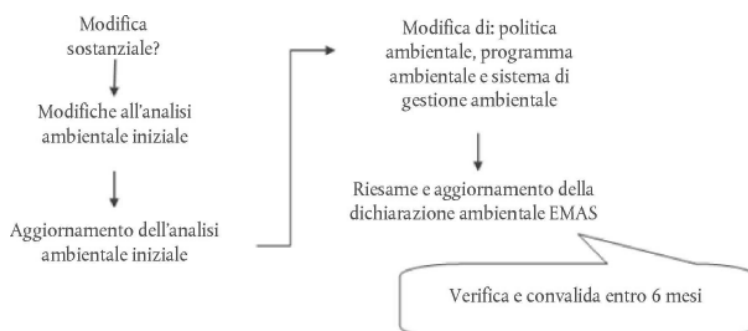 Modifica
sostanziale?
Modifiche all'analisi
ambientale iniziale
Aggiornamento dell'analisi
ambientale iniziale
Modifica di: politica
ambientale, programma
ambientale e sistema di
gestione ambientale
Riesame e aggiornamento della
dichiarazione ambientale EMAS
Verifica e convalida entro 6 mesi